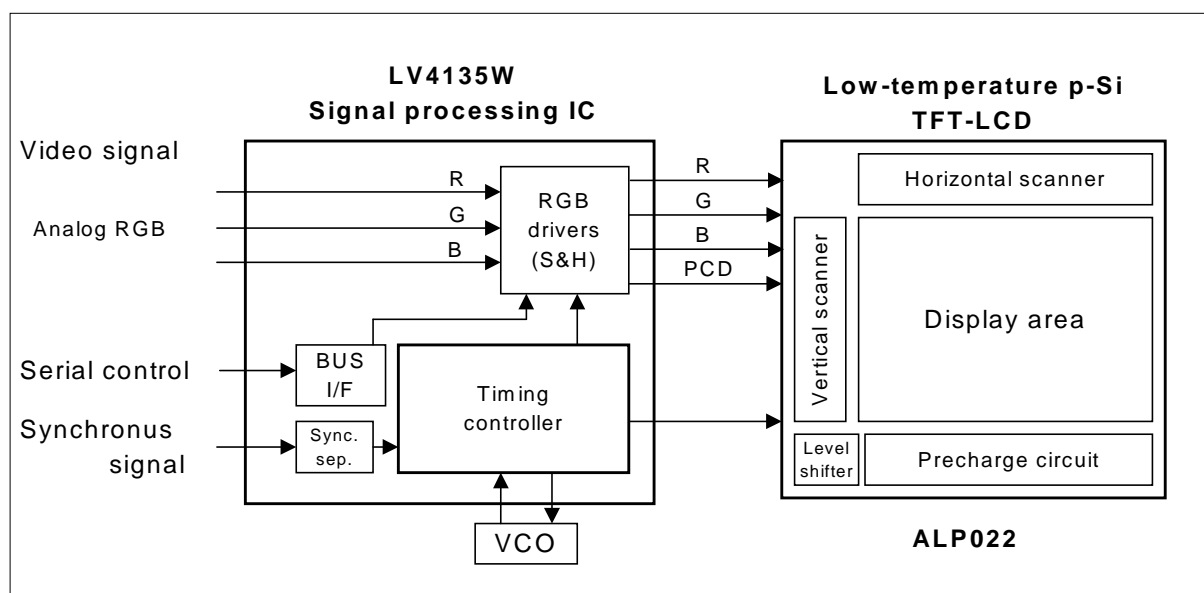 LV4135W
Signal processing IC
Low-temperature p-Si
TFT-LCD
Video signal
Analog RGB
R
G
B
RGB
drivers
(S&H)
R
G
B
PCD
Horizontal scanner
Vertical scanner
Display area
Serial control
BUS
I/F
Timing
controller
Synchronus
signal
Sync.
sep.
Level
shifter
Precharge circuit
VCO
ALP022